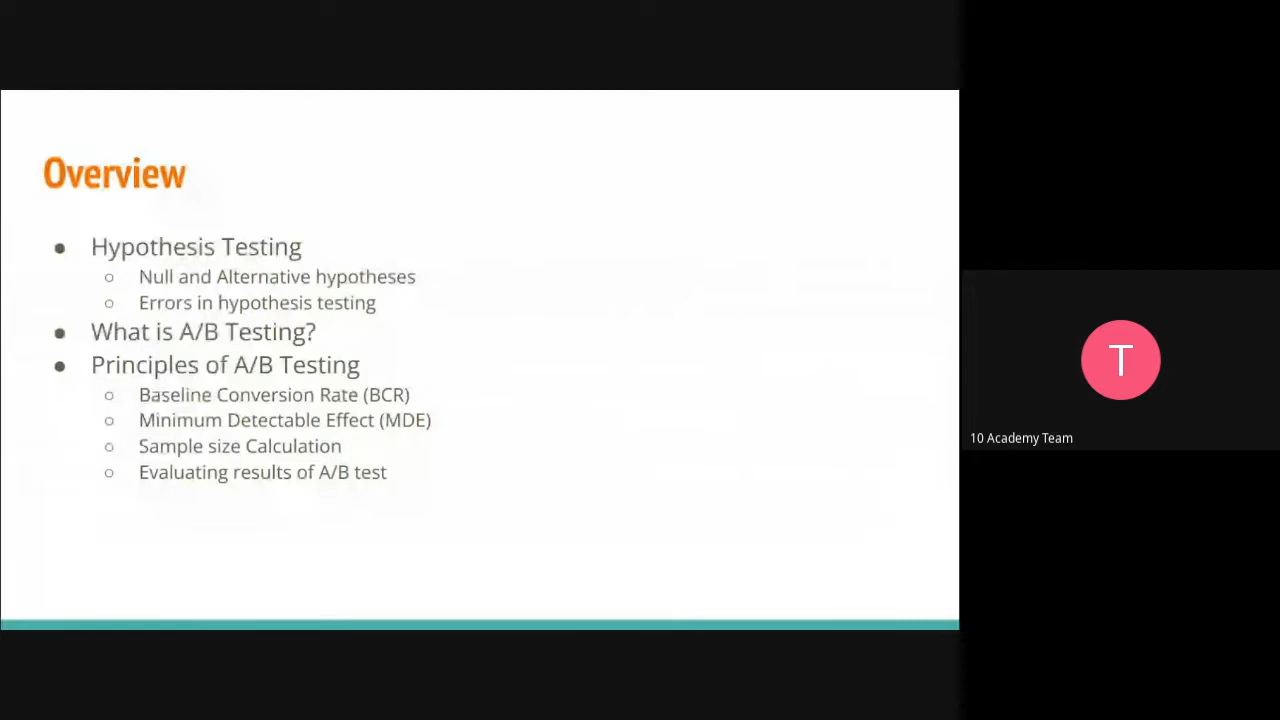 Overview
● Hypothesis Testing
○ Null and Alternative hypotheses
○ Errors in hypothesis testing
● What is A/B Testing?
● Principles of A/B Testing
○ Baseline Conversion Rate (BCR)
○ Minimum Detectable Effect (MDE)
○ Sample size Calculation
○ Evaluating results of A/B test
T
10 Academy Team